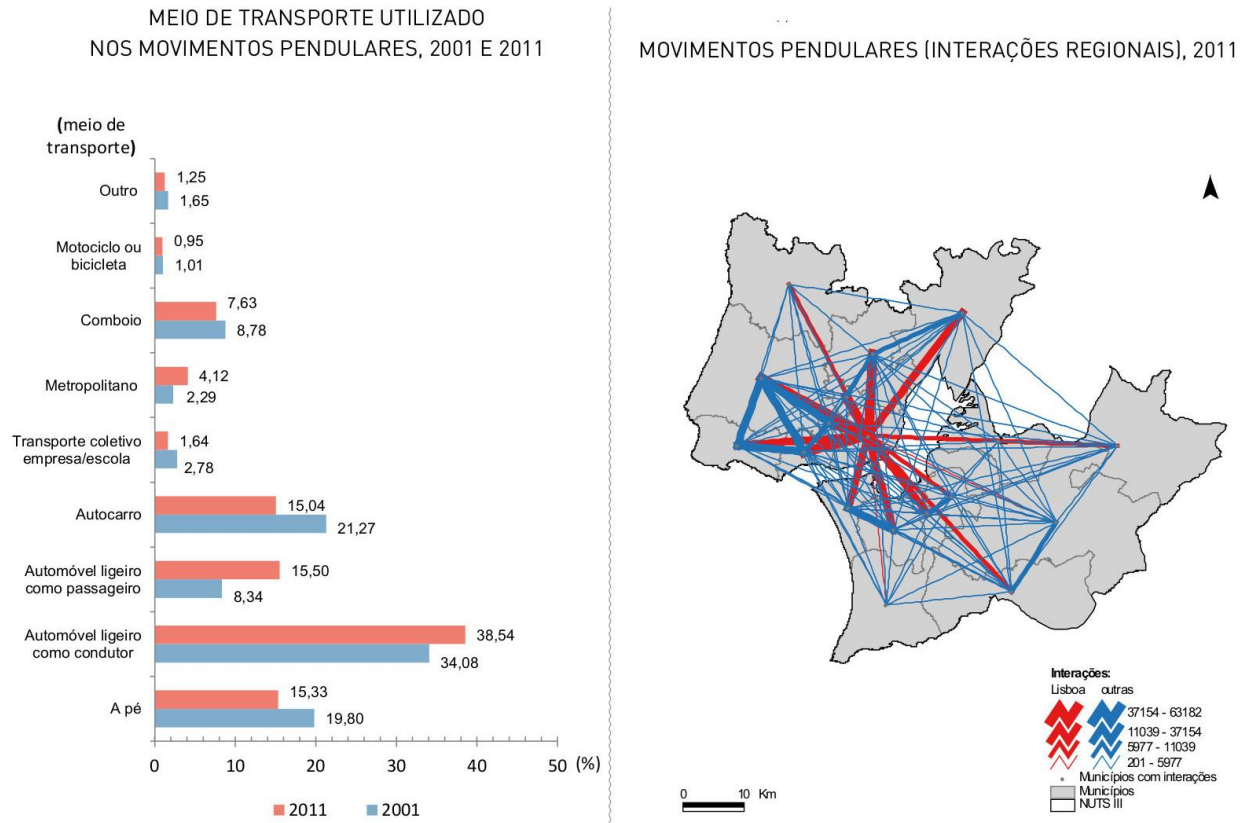 MEIO DE TRANSPORTE UTILIZADO
NOS MOVIMENTOS PENDULARES, 2001 E 2011
(meio de
transporte)
Outro
1,25
1,65
Motociclo ou
bicicleta
0,95
1,01
Comboio
7,63
8,78
Metropolitano
4,12
2,29
Transporte coletivo
empresa/escola
1,64
2,78
Autocarro
15,04
21,27
Automóvel ligeiro
como passageiro
15,50
8,34
Automóvel ligeiro
como condutor
38,54
34,08
A pé
15,33
19,80
0 10 20 30 40 50 (%)
2011 2001
MOVIMENTOS PENDULARES (INTERAÇÕES REGIONAIS), 2011
Interações:
Lisboa outras
37154 - 63182
11039 - 37154
5977 - 11039
201 - 5977
Municípios com interações
Municípios
NUTS III
0 10 Km